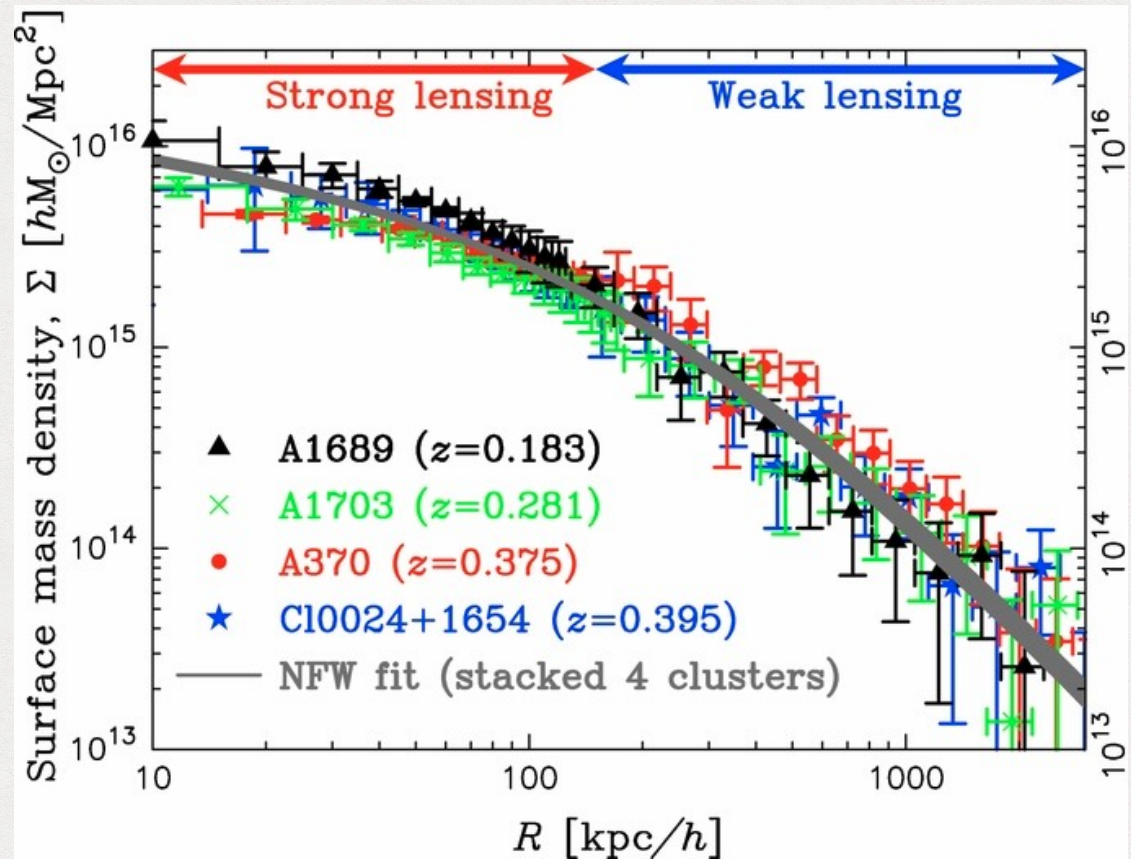 Strong lensing
Weak lensing
Surface mass density, Σ [hM⊙/Mpc²]
10¹⁶
10¹⁵
10¹⁴
10¹³
10¹⁶
10¹⁵
10¹⁴
10¹³
A1689 (z=0.183)
A1703 (z=0.281)
A370 (z=0.375)
Cl0024+1654 (z=0.395)
NFW fit (stacked 4 clusters)
10 100 1000
R [kpc/h]